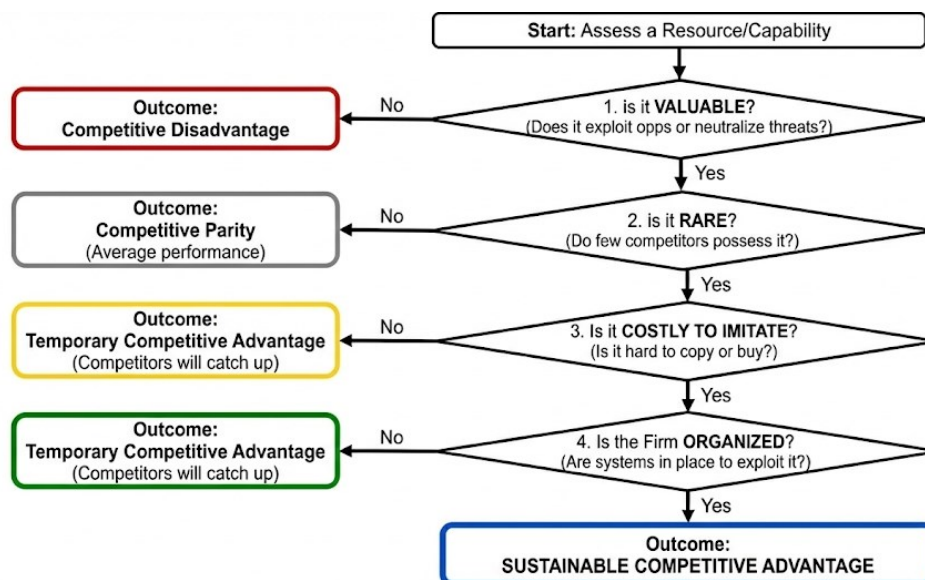 Start: Assess a Resource/Capability
1. is it VALUABLE?
(Does it exploit opps or neutralize threats?)
No
Outcome:
Competitive Disadvantage
Yes
2. is it RARE?
(Do few competitors possess it?)
No
Outcome:
Competitive Parity
(Average performance)
Yes
3. Is it COSTLY TO IMITATE?
(Is it hard to copy or buy?)
No
Outcome:
Temporary Competitive Advantage
(Competitors will catch up)
Yes
4. Is the Firm ORGANIZED?
(Are systems in place to exploit it?)
No
Outcome:
Temporary Competitive Advantage
(Competitors will catch up)
Yes
Outcome:
SUSTAINABLE COMPETITIVE ADVANTAGE